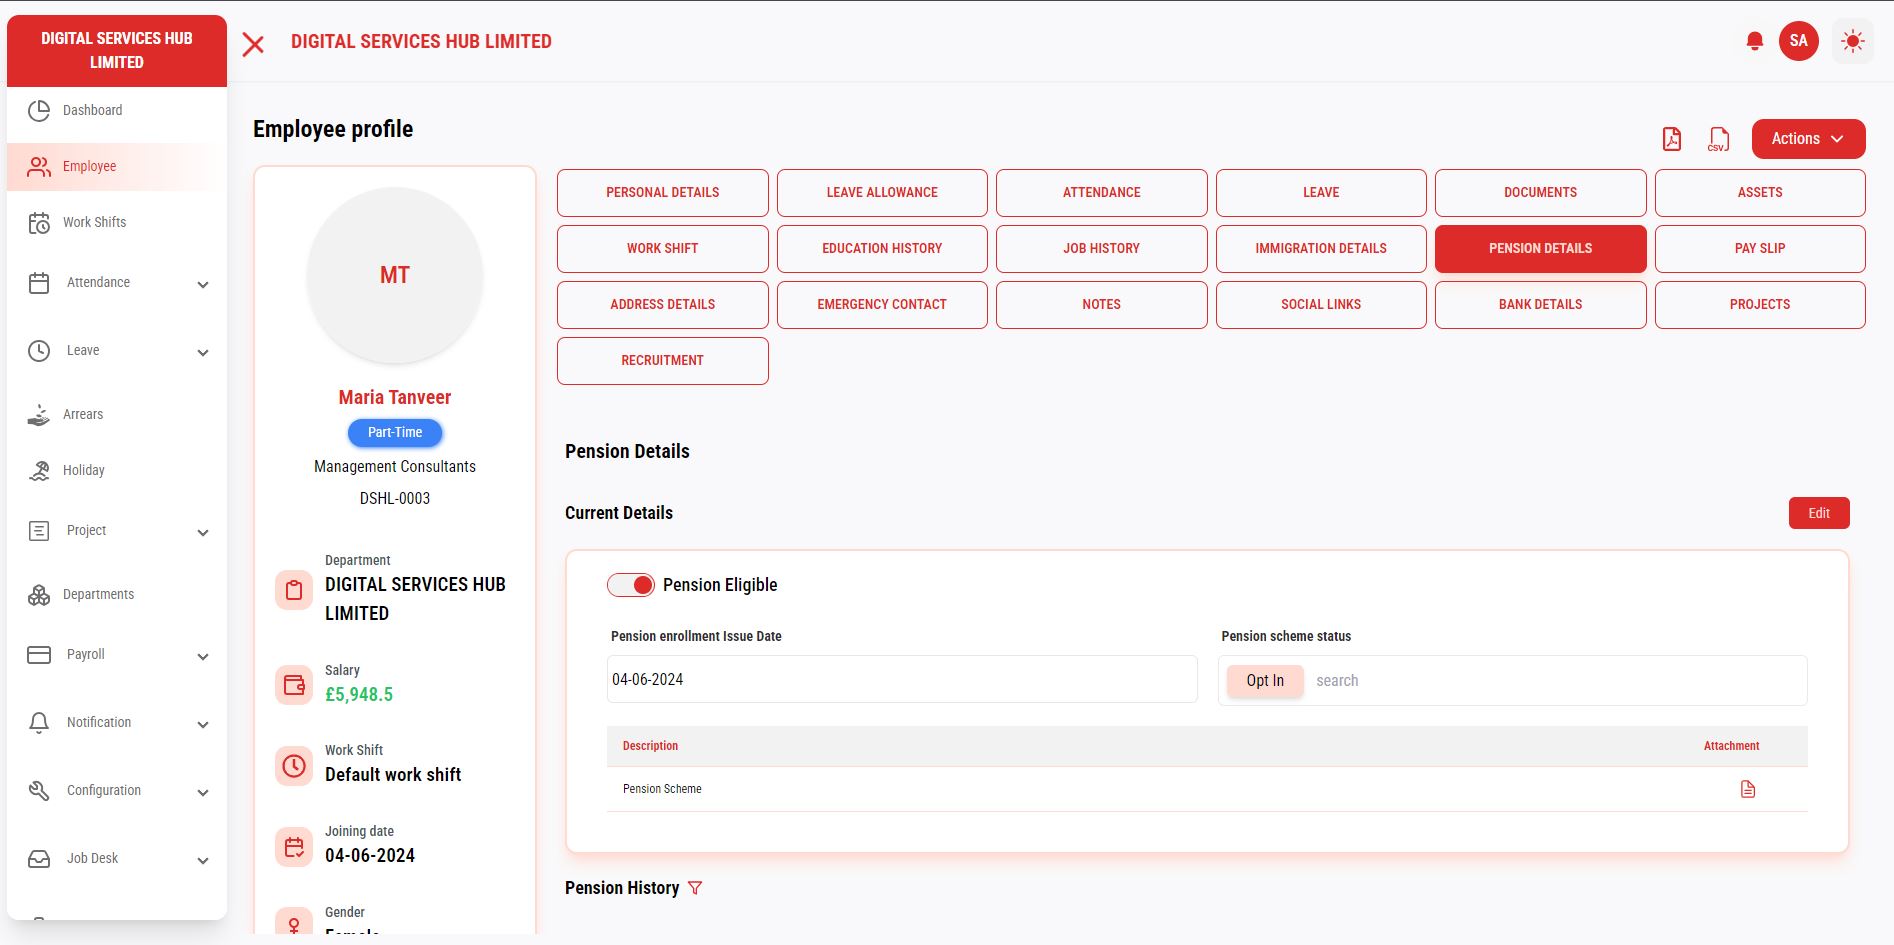 DIGITAL SERVICES HUB
LIMITED
Dashboard
Employee
Work Shifts
Attendance
Leave
Arrears
Holiday
Project
Departments
Payroll
Notification
Configuration
Job Desk
DIGITAL SERVICES HUB LIMITED
SA
Employee profile
CSV
Actions
MT
Maria Tanveer
Part-Time
Management Consultants
DSHL-0003
Department
DIGITAL SERVICES HUB
LIMITED
Salary
£5,948.5
Work Shift
Default work shift
Joining date
04-06-2024
Gender
Female
PERSONAL DETAILS
LEAVE ALLOWANCE
ATTENDANCE
LEAVE
DOCUMENTS
ASSETS
WORK SHIFT
EDUCATION HISTORY
JOB HISTORY
IMMIGRATION DETAILS
PENSION DETAILS
PAY SLIP
ADDRESS DETAILS
EMERGENCY CONTACT
NOTES
SOCIAL LINKS
BANK DETAILS
PROJECTS
RECRUITMENT
Pension Details
Current Details
Edit
Pension Eligible
Pension enrollment Issue Date
04-06-2024
Pension scheme status
Opt In search
Description
Attachment
Pension Scheme
Pension History